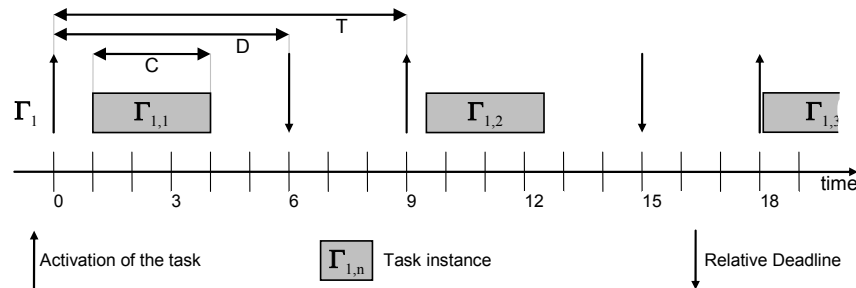 T
D
C
Γ1
Γ1,1
Γ1,2
Γ1,3
time
0 3 6 9 12 15 18
Activation of the task
Γ1,n
Task instance
Relative Deadline